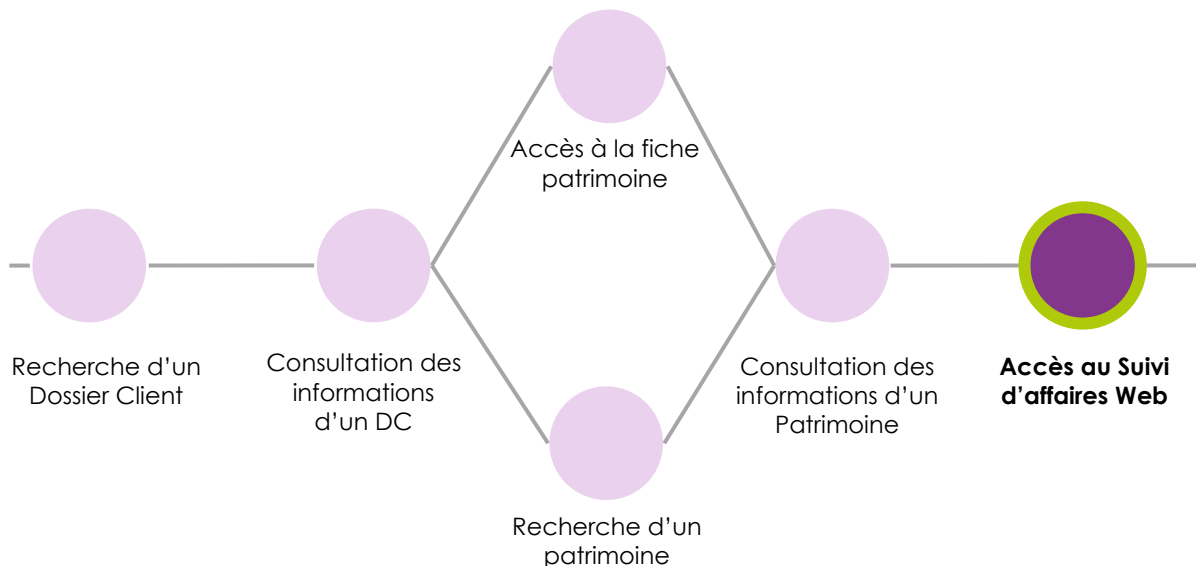 Accès à la fiche
patrimoine
Recherche d’un
Dossier Client
Consultation des
informations
d’un DC
Consultation des
informations d’un
Patrimoine
Accès au Suivi
d’affaires Web
Recherche d’un
patrimoine